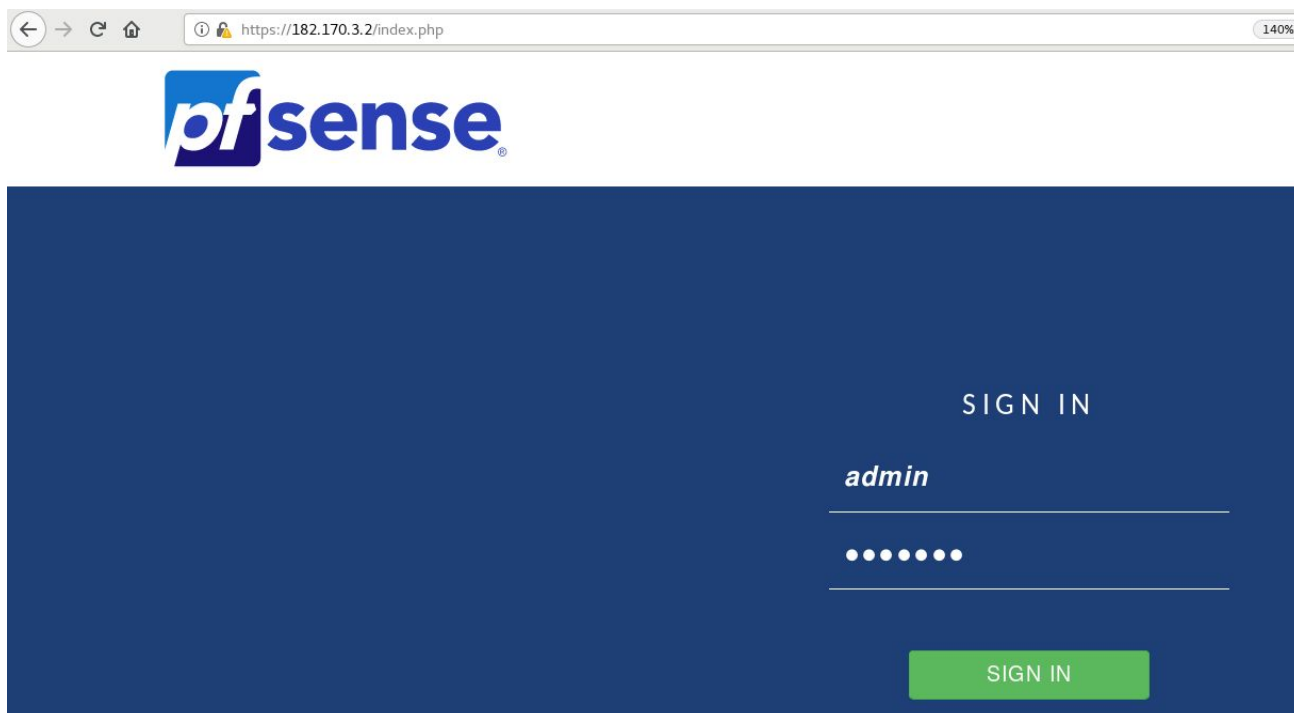 https://182.170.3.2/index.php 140%
pfsense®
SIGN IN
admin
●●●●●●●
SIGN IN